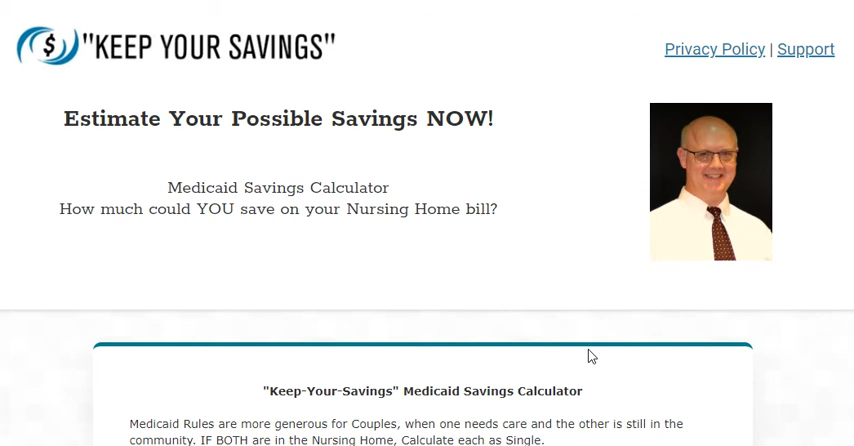 $ "KEEP YOUR SAVINGS"
Privacy Policy | Support
Estimate Your Possible Savings NOW!
Medicaid Savings Calculator
How much could YOU save on your Nursing Home bill?
"Keep-Your-Savings" Medicaid Savings Calculator
Medicaid Rules are more generous for Couples, when one needs care and the other is still in the
community. IF BOTH are in the Nursing Home, Calculate each as Single.